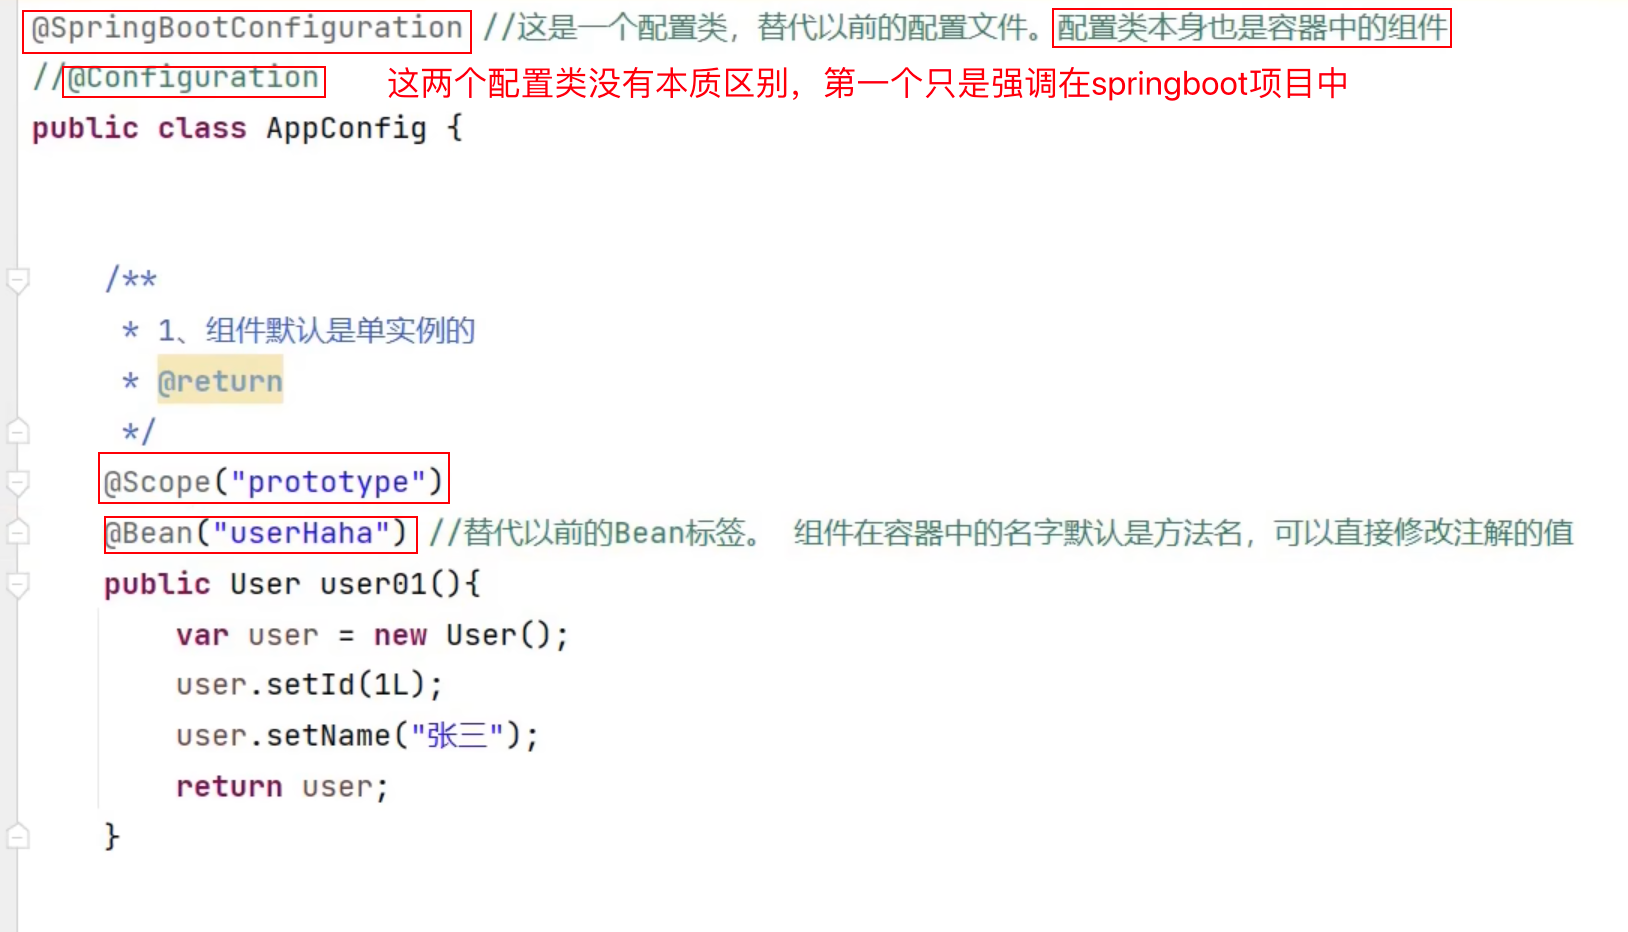 @SpringBootConfiguration //这是一个配置类，替代以前的配置文件。配置类本身也是容器中的组件
//@Configuration 这两个配置类没有本质区别，第一个只是强调在springboot项目中
public class AppConfig {
/**
* 1、组件默认是单实例的
* @return
*/
@Scope("prototype")
@Bean("userHaha") //替代以前的Bean标签。 组件在容器中的名字默认是方法名，可以直接修改注解的值
public User user01(){
var user = new User();
user.setId(1L);
user.setName("张三");
return user;
}